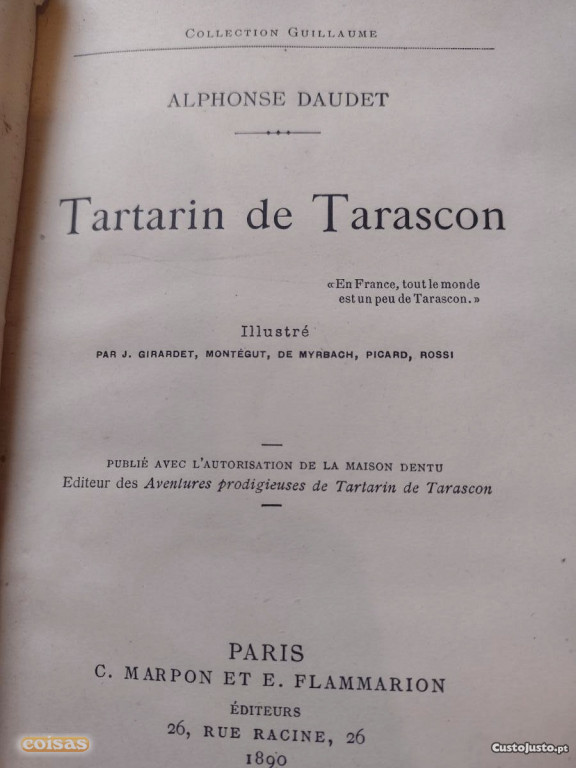 COLLECTION GUILLAUME
ALPHONSE DAUDET
Tartarin de Tarascon
« En France, tout le monde
est un peu de Tarascon. »
Illustré
PAR J. GIRARDET, MONTÉGUT, DE MYRBACH, PICARD, ROSSI
PUBLIÉ AVEC L'AUTORISATION DE LA MAISON DENTU
Editeur des Aventures prodigieuses de Tartarin de Tarascon
PARIS
C. MARPON ET E. FLAMMARION
ÉDITEURS
26, RUE RACINE, 26
1890
coisas
CustoJusto.pt